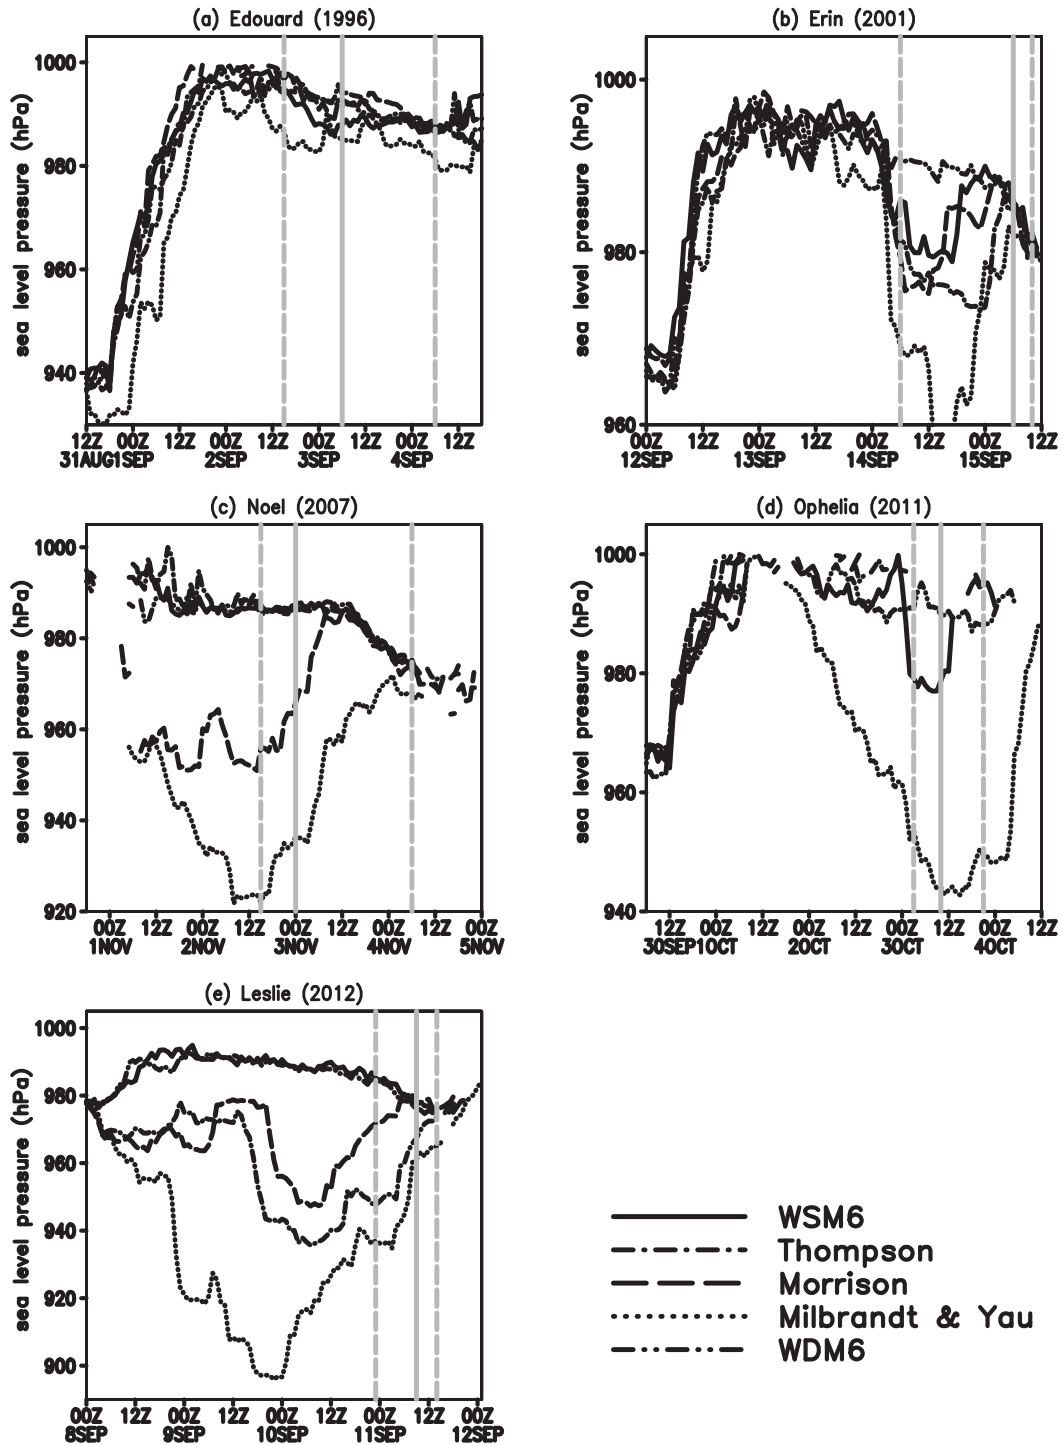 (a) Edouard (1996)
sea level pressure (hPa)
1000
980
960
940
12Z 00Z 12Z 00Z 12Z 00Z 12Z 00Z 12Z
31AUG 1SEP 2SEP 3SEP 4SEP
(b) Erin (2001)
sea level pressure (hPa)
1000
980
960
00Z 12Z 00Z 12Z 00Z 12Z 00Z 12Z
12SEP 13SEP 14SEP 15SEP
(c) Noel (2007)
sea level pressure (hPa)
1000
980
960
940
920
00Z 12Z 00Z 12Z 00Z 12Z 00Z 12Z 00Z
1NOV 2NOV 3NOV 4NOV 5NOV
(d) Ophelia (2011)
sea level pressure (hPa)
1000
980
960
940
12Z 00Z 12Z 00Z 12Z 00Z 12Z 00Z 12Z
30SEP 1OCT 2OCT 3OCT 4OCT
(e) Leslie (2012)
sea level pressure (hPa)
1000
980
960
940
920
900
00Z 12Z 00Z 12Z 00Z 12Z 00Z 12Z 00Z
8SEP 9SEP 10SEP 11SEP 12SEP
WSM6
Thompson
Morrison
Milbrandt & Yau
WDM6